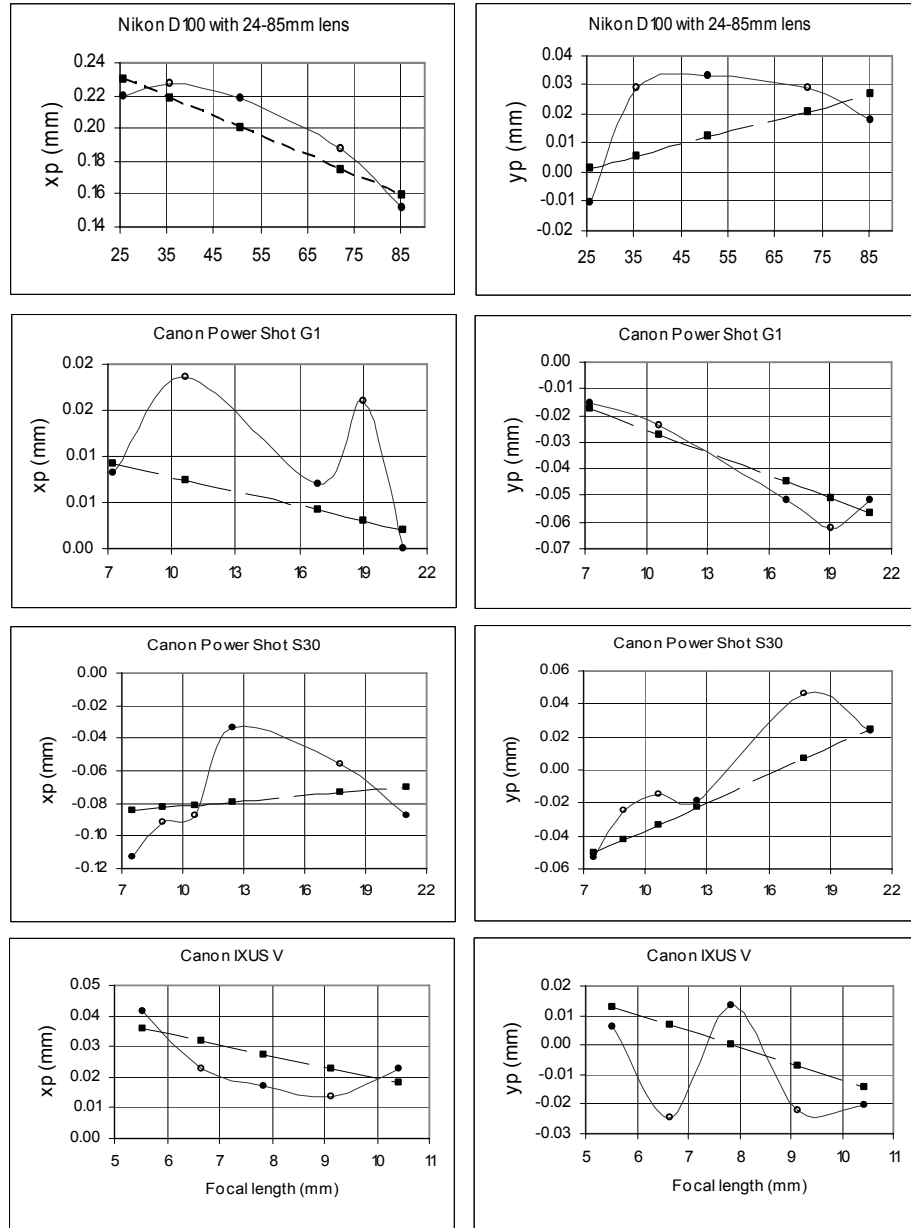 Nikon D100 with 24-85mm lens
0.24
0.22
0.20
0.18
0.16
0.14
xp (mm)
25 35 45 55 65 75 85
Nikon D100 with 24-85mm lens
0.04
0.03
0.02
0.01
0.00
-0.01
-0.02
yp (mm)
25 35 45 55 65 75 85
Canon Power Shot G1
0.02
0.02
0.01
0.01
0.00
xp (mm)
7 10 13 16 19 22
Canon Power Shot G1
0.00
-0.01
-0.02
-0.03
-0.04
-0.05
-0.06
-0.07
yp (mm)
7 10 13 16 19 22
Canon Power Shot S30
0.00
-0.02
-0.04
-0.06
-0.08
-0.10
-0.12
xp (mm)
7 10 13 16 19 22
Canon Power Shot S30
0.06
0.04
0.02
0.00
-0.02
-0.04
-0.06
yp (mm)
7 10 13 16 19 22
Canon IXUS V
0.05
0.04
0.03
0.02
0.01
0.00
xp (mm)
5 6 7 8 9 10 11
Focal length (mm)
Canon IXUS V
0.02
0.01
0.00
-0.01
-0.02
-0.03
yp (mm)
5 6 7 8 9 10 11
Focal length (mm)